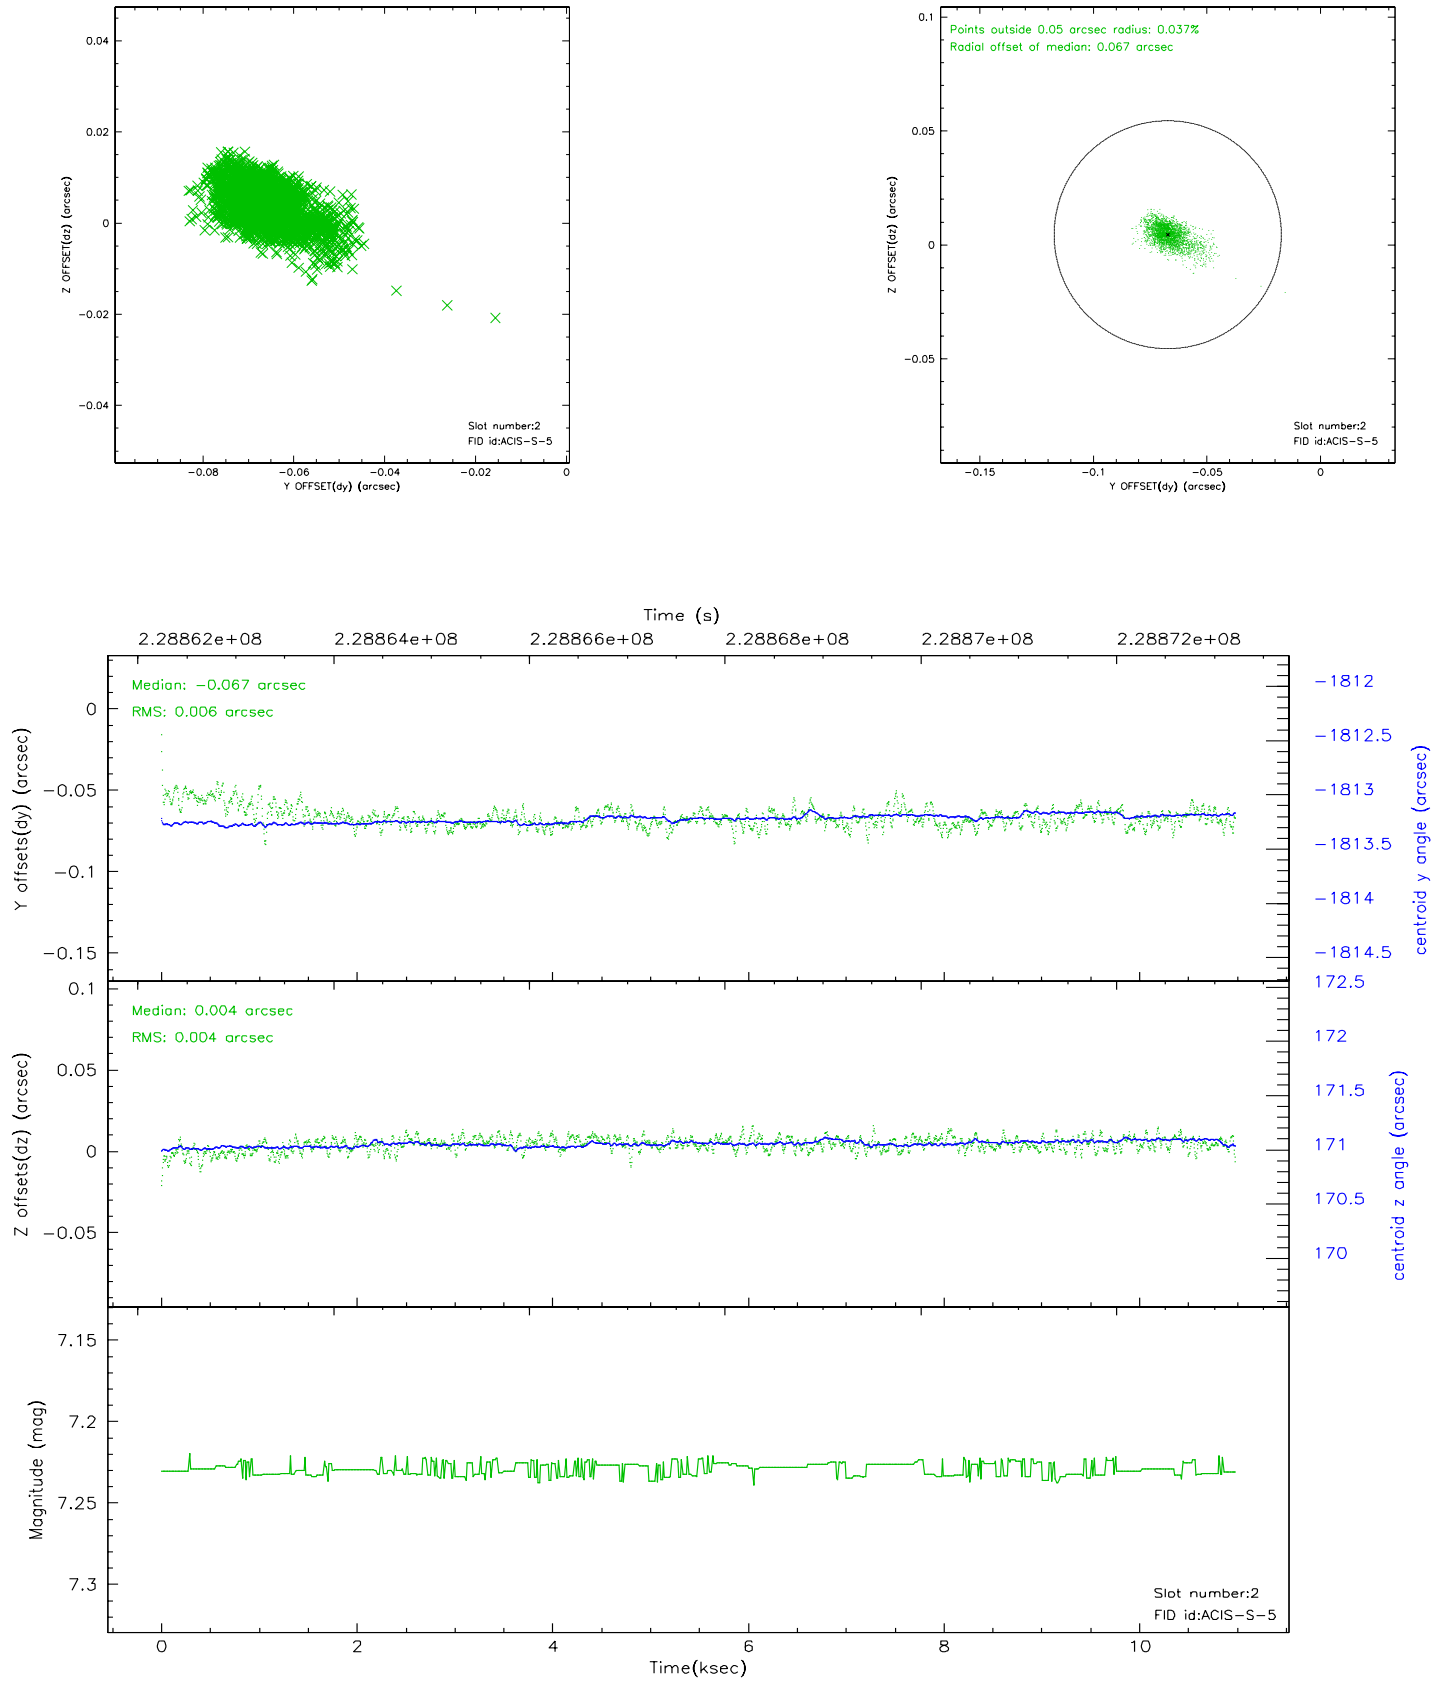 0.04
0.02
0
-0.02
-0.04
Z OFFSET(dz) (arcsec)
Slot number:2
FID id:ACIS-S-5
-0.08 -0.06 -0.04 -0.02 0
Y OFFSET(dy) (arcsec)
0.1
0.05
0
-0.05
Z OFFSET(dz) (arcsec)
Points outside 0.05 arcsec radius: 0.037%
Radial offset of median: 0.067 arcsec
Slot number:2
FID id:ACIS-S-5
-0.15 -0.1 -0.05 0
Y OFFSET(dy) (arcsec)
Time (s)
2.28862e+08 2.28864e+08 2.28866e+08 2.28868e+08 2.2887e+08 2.28872e+08
Median: -0.067 arcsec
RMS: 0.006 arcsec
0
-0.05
-0.1
-0.15
Y offsets(dy) (arcsec)
-1812
-1812.5
-1813
-1813.5
-1814
-1814.5
centroid y angle (arcsec)
Median: 0.004 arcsec
RMS: 0.004 arcsec
0.1
0.05
0
-0.05
Z offsets(dz) (arcsec)
172.5
172
171.5
171
170.5
170
centroid z angle (arcsec)
7.15
7.2
7.25
7.3
Magnitude (mag)
Slot number:2
FID id:ACIS-S-5
0 2 4 6 8 10
Time(ksec)